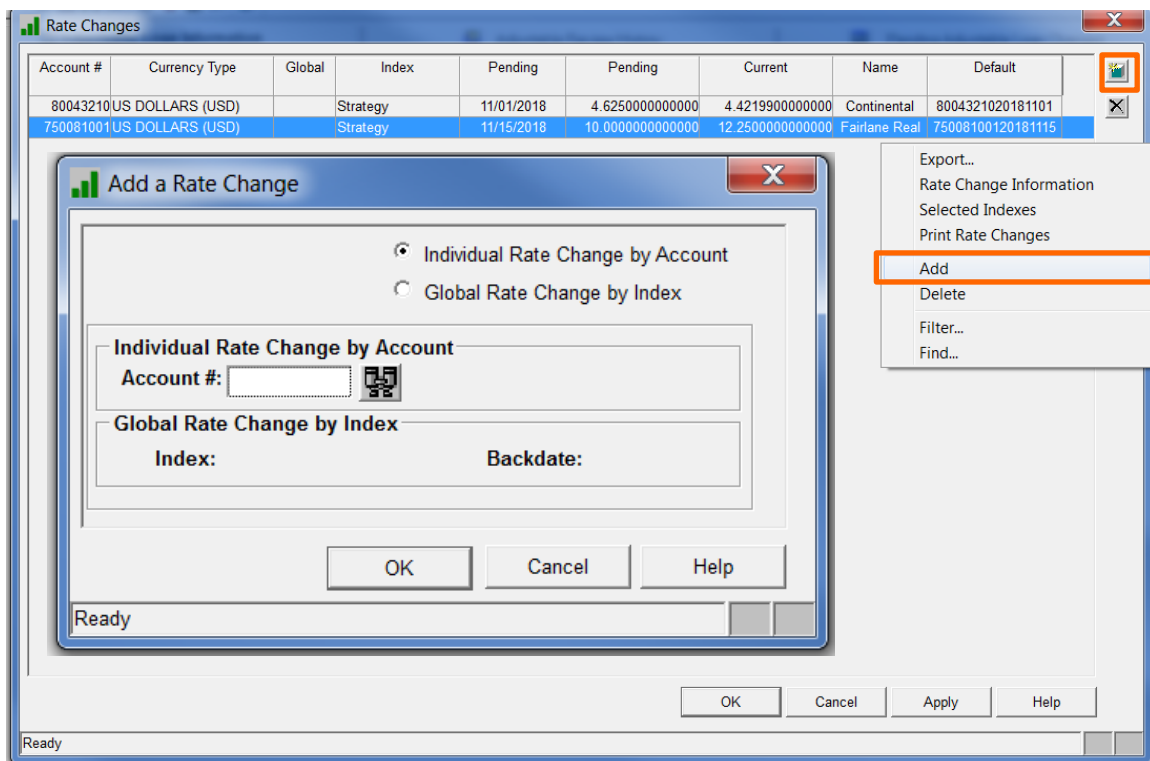 Rate Changes
X
Account # Currency Type Global Index Pending Pending Current Name Default
80043210 US DOLLARS (USD) Strategy 11/01/2018 4.6250000000000 4.4219900000000 Continental 8004321020181101
750081001 US DOLLARS (USD) Strategy 11/15/2018 10.0000000000000 12.2500000000000 Fairlane Real 75008100120181115
Add a Rate Change
X
Individual Rate Change by Account
Global Rate Change by Index
Individual Rate Change by Account
Account #:
Global Rate Change by Index
Index: Backdate:
OK Cancel Help
Ready
Export...
Rate Change Information
Selected Indexes
Print Rate Changes
Add
Delete
Filter...
Find...
OK Cancel Apply Help
Ready